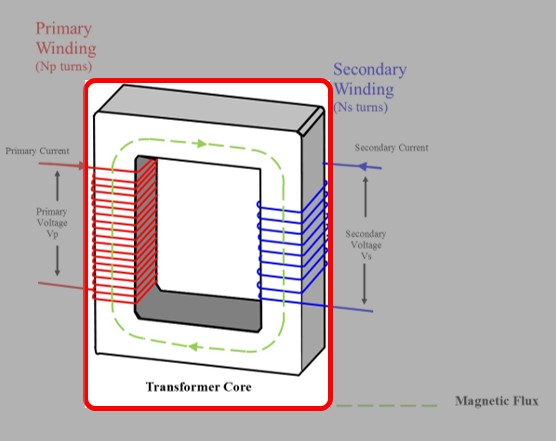 Primary
Winding
(Np turns)
Secondary
Winding
(Ns turns)
Primary Current
Secondary Current
Primary
Voltage
Vp
Secondary
Voltage
Vs
Transformer Core
Magnetic Flux